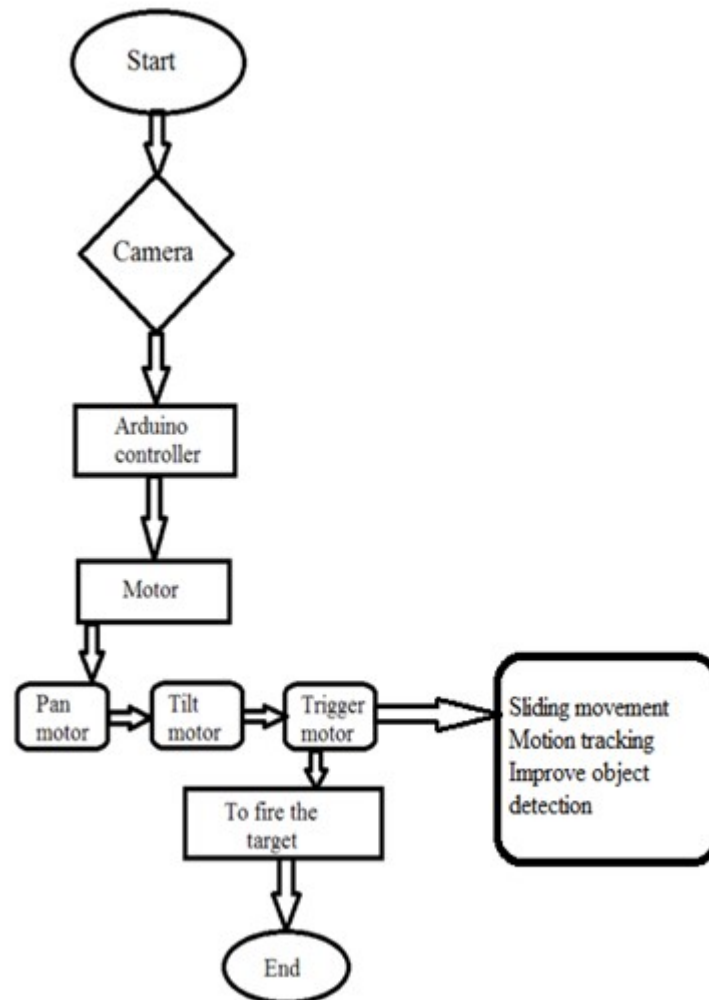 Start
Camera
Arduino
controller
Motor
Pan
motor
Tilt
motor
Trigger
motor
Sliding movement
Motion tracking
Improve object
detection
To fire the
target
End